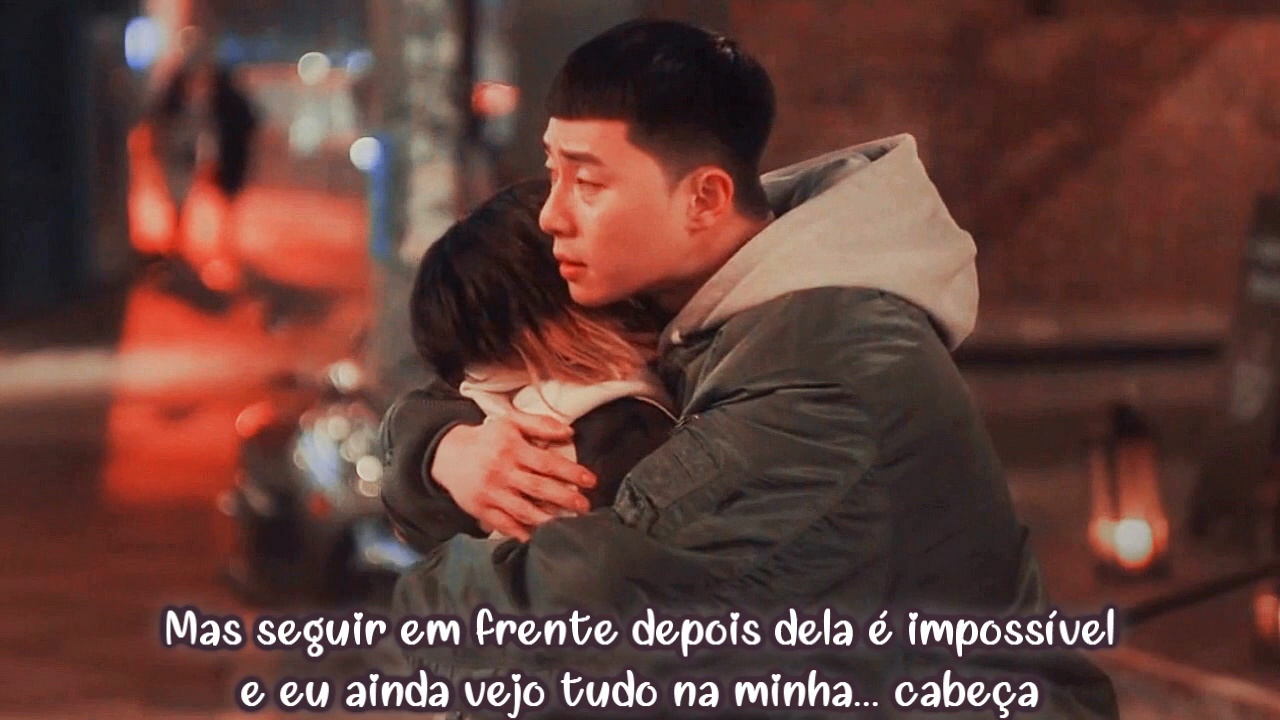 Mas seguir em frente depois dela é impossível
e eu ainda vejo tudo na minha... cabeça